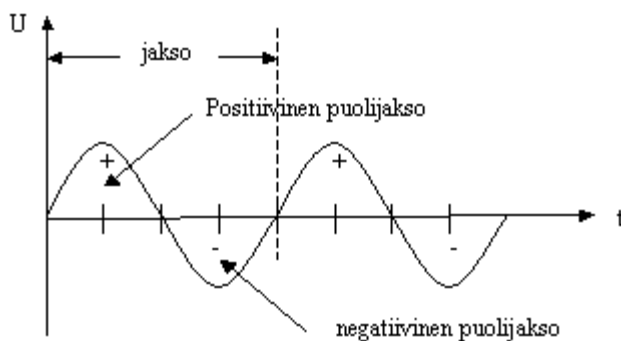 U
jakso
Positiivinen puolijakso
+
+
t
-
-
negatiivinen puolijakso